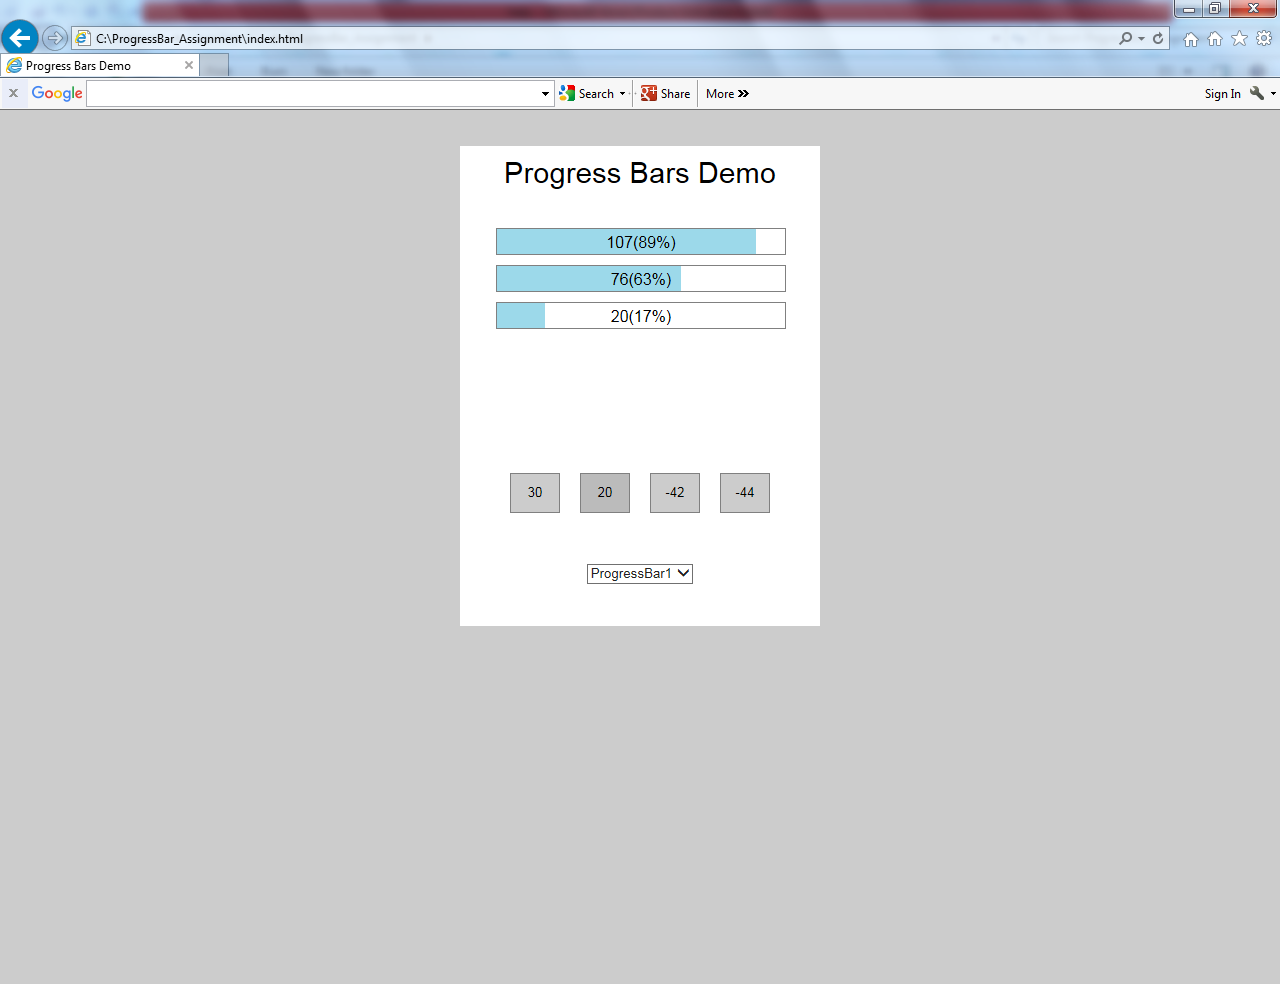 C:\ProgressBar_Assignment\index.html
Progress Bars Demo
Google Search Share More Sign In
Progress Bars Demo
107(89%)
76(63%)
20(17%)
30 20 -42 -44
ProgressBar1